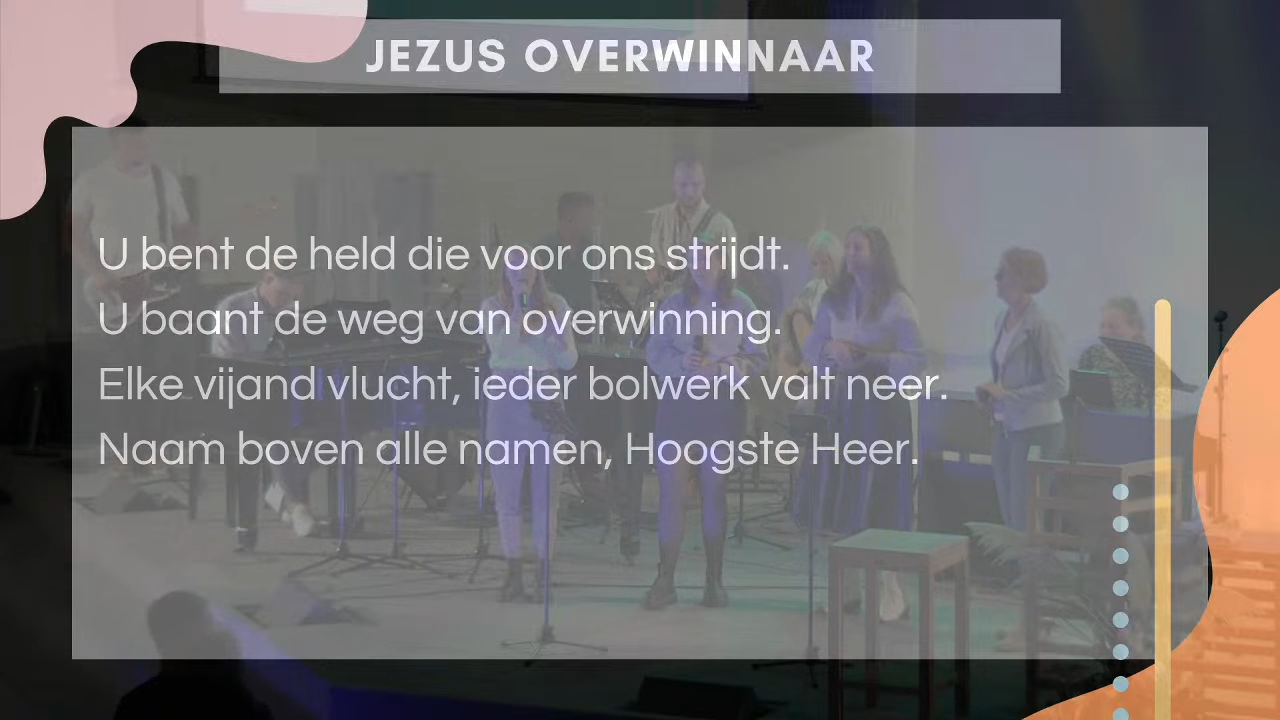 JEZUS OVERWINNAAR
U bent de held die voor ons strijdt.
U baant de weg van overwinning.
Elke vijand vlucht, ieder bolwerk valt neer.
Naam boven alle namen, Hoogste Heer.